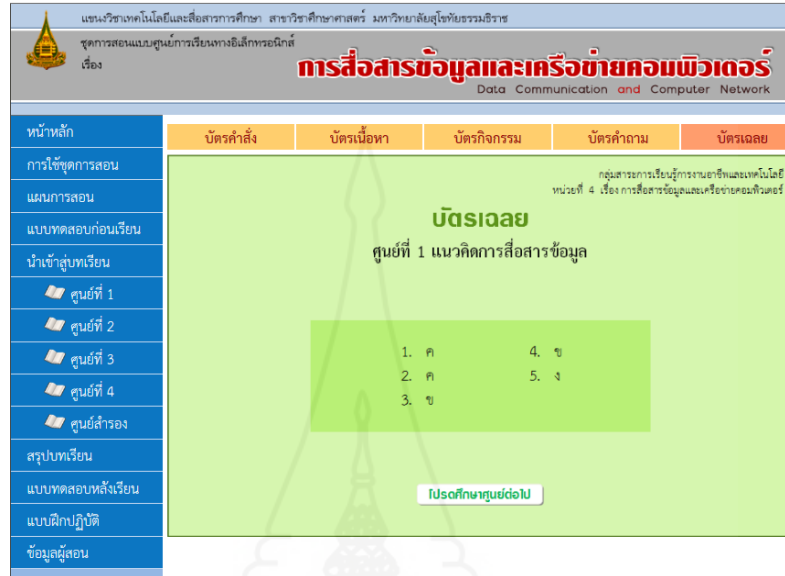 แขนงวิชาเทคโนโลยีและสื่อสารการศึกษา สาขาวิชาศึกษาศาสตร์ มหาวิทยาลัยสุโขทัยธรรมธิราช
ชุดการสอนแบบศูนย์การเรียนทางอิเล็กทรอนิกส์
เรื่อง
การสื่อสารข้อมูลและเครือข่ายคอมพิวเตอร์
Data Communication and Computer Network
หน้าหลัก
การใช้ชุดการสอน
แผนการสอน
แบบทดสอบก่อนเรียน
นำเข้าสู่บทเรียน
ศูนย์ที่ 1
ศูนย์ที่ 2
ศูนย์ที่ 3
ศูนย์ที่ 4
ศูนย์สำรอง
สรุปบทเรียน
แบบทดสอบหลังเรียน
แบบฝึกปฏิบัติ
ข้อมูลผู้สอน
บัตรคำสั่ง บัตรเนื้อหา บัตรกิจกรรม บัตรคำถาม บัตรเฉลย
กลุ่มสาระการเรียนรู้การงานอาชีพและเทคโนโลยี
หน่วยที่ 4 เรื่อง การสื่อสารข้อมูลและเครือข่ายคอมพิวเตอร์
บัตรเฉลย
ศูนย์ที่ 1 แนวคิดการสื่อสารข้อมูล
1. ค 4. ข
2. ค 5. ง
3. ข
โปรดศึกษาศูนย์ต่อไป